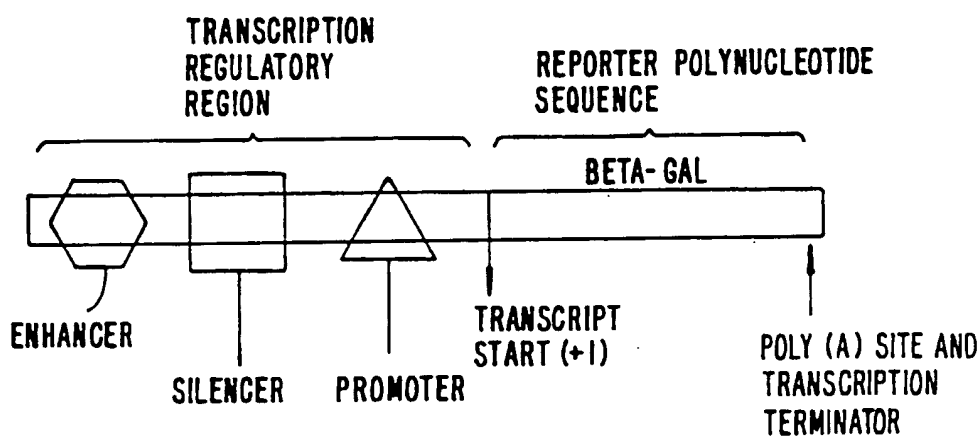 TRANSCRIPTION
REGULATORY
REGION
REPORTER POLYNUCLEOTIDE
SEQUENCE
BETA-GAL
ENHANCER
SILENCER
PROMOTER
TRANSCRIPT
START (+1)
POLY (A) SITE AND
TRANSCRIPTION
TERMINATOR